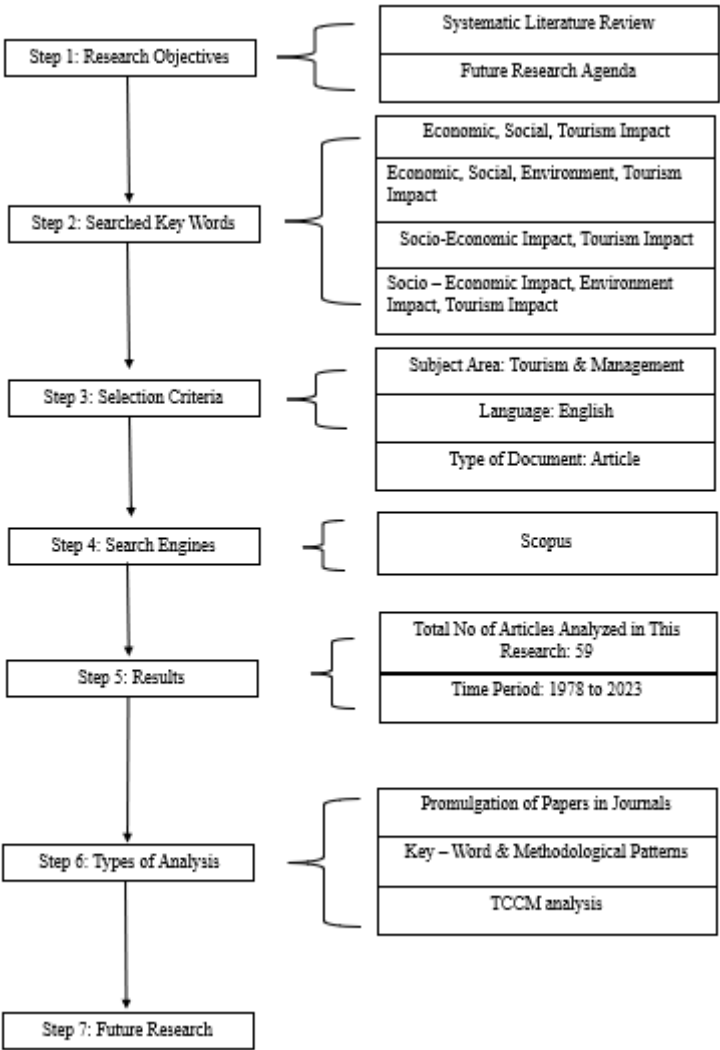 Step 1: Research Objectives
Systematic Literature Review
Future Research Agenda
Step 2: Searched Key Words
Economic, Social, Tourism Impact
Economic, Social, Environment, Tourism
Impact
Socio-Economic Impact, Tourism Impact
Socio – Economic Impact, Environment
Impact, Tourism Impact
Step 3: Selection Criteria
Subject Area: Tourism & Management
Language: English
Type of Document: Article
Step 4: Search Engines
Scopus
Step 5: Results
Total No of Articles Analyzed in This
Research: 59
Time Period: 1978 to 2023
Step 6: Types of Analysis
Promulgation of Papers in Journals
Key – Word & Methodological Patterns
TCCM analysis
Step 7: Future Research